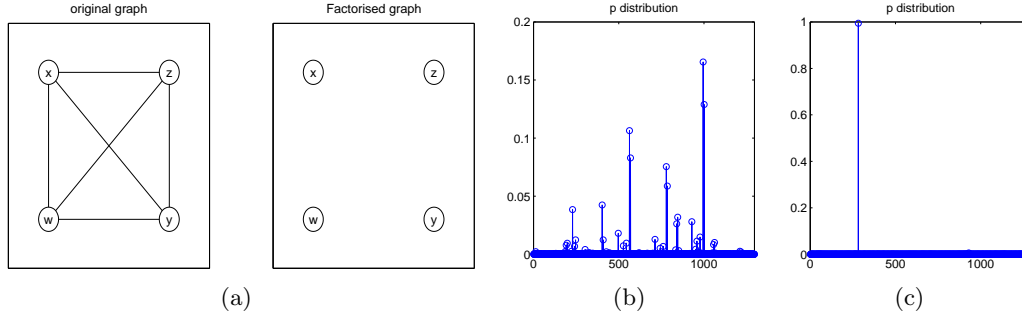 original graph
Factorised graph
p distribution
p distribution
x
z
w
y
x
z
w
y
0.2
0.15
0.1
0.05
0
0
500
1000
1
0.8
0.6
0.4
0.2
0
0
500
1000
(a)
(b)
(c)